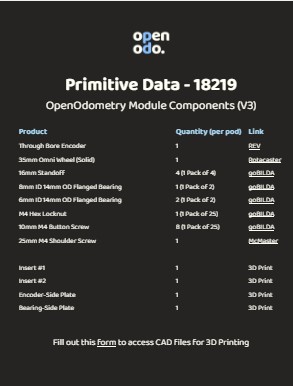 open
odo.
Primitive Data - 18219
OpenOdometry Module Components (V3)
Product Quantity (per pod) Link
Through Bore Encoder 1 REV
35mm Omni Wheel (Solid) 1 Rotacaster
16mm Standoff 4 (1 Pack of 4) goBILDA
8mm ID 14mm OD Flanged Bearing 1 (1 Pack of 2) goBILDA
6mm ID 14mm OD Flanged Bearing 2 (1 Pack of 2) goBILDA
M4 Hex Locknut 1 (1 Pack of 25) goBILDA
10mm M4 Button Screw 8 (1 Pack of 25) goBILDA
25mm M4 Shoulder Screw 1 McMaster
Insert #1 1 3D Print
Insert #2 1 3D Print
Encoder-Side Plate 1 3D Print
Bearing-Side Plate 1 3D Print
Fill out this form to access CAD files for 3D Printing